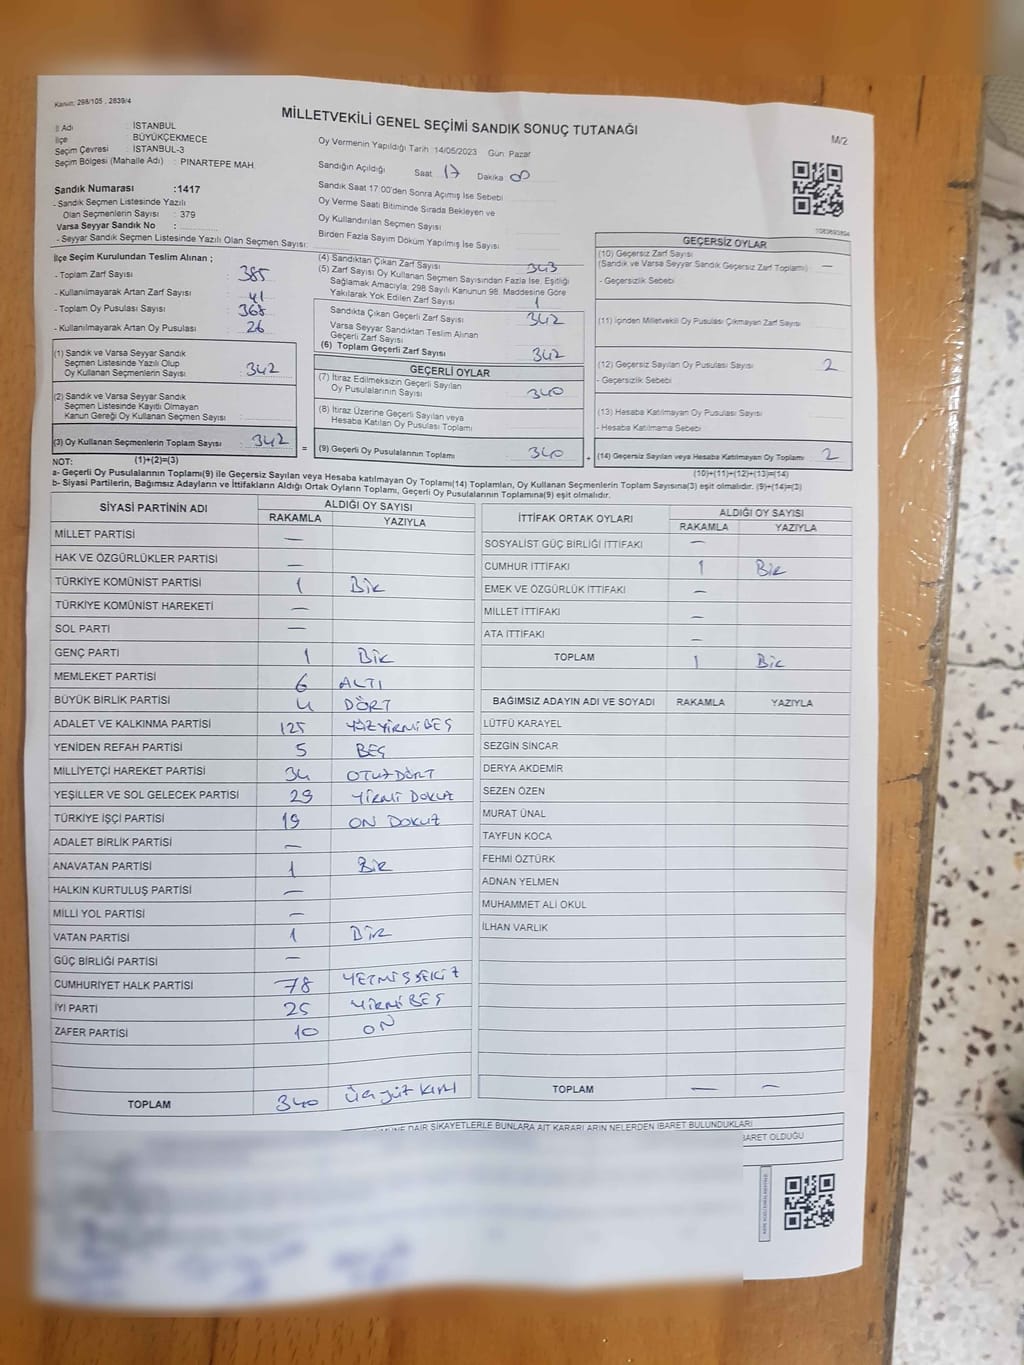 Kanun: 298/105 , 2839/4
MİLLETVEKİLİ GENEL SEÇİMİ SANDIK SONUÇ TUTANAĞI
M/2
İl Adı : İSTANBUL
İlçe : BÜYÜKÇEKMECE
Seçim Çevresi : İSTANBUL-3
Seçim Bölgesi (Mahalle Adı) : PINARTEPE MAH.
Sandık Numarası :1417
- Sandık Seçmen Listesinde Yazılı
Olan Seçmenlerin Sayısı : 379
Varsa Seyyar Sandık No :
- Seyyar Sandık Seçmen Listesinde Yazılı Olan Seçmen Sayısı:
Oy Vermenin Yapıldığı Tarih :14/05/2023 Gün: Pazar
Sandığın Açıldığı Saat 17 Dakika
Sandık Saat 17:00'den Sonra Açımış İse Sebebi
Oy Verme Saati Bitiminde Sırada Bekleyen ve
Oy Kullandırılan Seçmen Sayısı
Birden Fazla Sayım Döküm Yapılmış İse Sayısı
İlçe Seçim Kurulundan Teslim Alınan ;
- Toplam Zarf Sayısı : 385
- Kullanılmayarak Artan Zarf Sayısı : 41
- Toplam Oy Pusulası Sayısı : 368
- Kullanılmayarak Artan Oy Pusulası : 26
(1) Sandık ve Varsa Seyyar Sandık
Seçmen Listesinde Yazılı Olup
Oy Kullanan Seçmenlerin Sayısı : 342
(2) Sandık ve Varsa Seyyar Sandık
Seçmen Listesinde Kayıtlı Olmayan
Kanun Gereği Oy Kullanan Seçmen Sayısı :
(3) Oy Kullanan Seçmenlerin Toplam Sayısı : 342
(4) Sandıktan Çıkan Zarf Sayısı 343
(5) Zarf Sayısı Oy Kullanan Seçmen Sayısından Fazla İse, Eşitliği
Sağlamak Amacıyla; 298 Sayılı Kanunun 98. Maddesine Göre
Yakılarak Yok Edilen Zarf Sayısı 1
Sandıkta Çıkan Geçerli Zarf Sayısı 342
Varsa Seyyar Sandıktan Teslim Alınan
Geçerli Zarf Sayısı
(6) Toplam Geçerli Zarf Sayısı 342
GEÇERLİ OYLAR
(7) İtiraz Edilmeksizin Geçerli Sayılan
Oy Pusulalarının Sayısı 340
(8) İtiraz Üzerine Geçerli Sayılan veya
Hesaba Katılan Oy Pusulası Toplamı
= (9) Geçerli Oy Pusulalarının Toplamı 340 +
GEÇERSİZ OYLAR
(10) Geçersiz Zarf Sayısı
(Sandık ve Varsa Seyyar Sandık Geçersiz Zarf Toplamı) —
- Geçersizlik Sebebi
(11) İçinden Milletvekili Oy Pusulası Çıkmayan Zarf Sayısı
(12) Geçersiz Sayılan Oy Pusulası Sayısı 2
- Geçersizlik Sebebi
(13) Hesaba Katılmayan Oy Pusulası Sayısı
- Hesaba Katılmama Sebebi
(14) Geçersiz Sayılan veya Hesaba Katılmayan Oy Toplamı 2
NOT: (1)+(2)=(3)
(10)+(11)+(12)+(13)=(14)
a- Geçerli Oy Pusulalarının Toplamı(9) ile Geçersiz Sayılan veya Hesaba katılmayan Oy Toplamı(14) Toplamları, Oy Kullanan Seçmenlerin Toplam Sayısına(3) eşit olmalıdır. (9)+(14)=(3)
b- Siyasi Partilerin, Bağımsız Adayların ve İttifakların Aldığı Ortak Oyların Toplamı, Geçerli Oy Pusulalarının Toplamına(9) eşit olmalıdır.
SİYASİ PARTİNİN ADI ALDIĞI OY SAYISI
RAKAMLA YAZIYLA
MİLLET PARTİSİ —
HAK VE ÖZGÜRLÜKLER PARTİSİ —
TÜRKİYE KOMÜNİST PARTİSİ 1 Bir
TÜRKİYE KOMÜNİST HAREKETİ —
SOL PARTİ —
GENÇ PARTİ 1 Bir
MEMLEKET PARTİSİ 6 ALTI
BÜYÜK BİRLİK PARTİSİ 4 DÖRT
ADALET VE KALKINMA PARTİSİ 125 YÜZYİRMİBEŞ
YENİDEN REFAH PARTİSİ 5 BEŞ
MİLLİYETÇİ HAREKET PARTİSİ 34 OTUZDÖRT
YEŞİLLER VE SOL GELECEK PARTİSİ 29 YİRMİ DOKUZ
TÜRKİYE İŞÇİ PARTİSİ 19 ON DOKUZ
ADALET BİRLİK PARTİSİ —
ANAVATAN PARTİSİ 1 Bir
HALKIN KURTULUŞ PARTİSİ —
MİLLİ YOL PARTİSİ —
VATAN PARTİSİ 1 Bir
GÜÇ BİRLİĞİ PARTİSİ —
CUMHURİYET HALK PARTİSİ 78 YETMİŞSEKİZ
İYİ PARTİ 25 YİRMİBEŞ
ZAFER PARTİSİ 10 ON
TOPLAM 340 Üçyüz Kırk
İTTİFAK ORTAK OYLARI ALDIĞI OY SAYISI
RAKAMLA YAZIYLA
SOSYALİST GÜÇ BİRLİĞİ İTTİFAKI —
CUMHUR İTTİFAKI 1 Bir
EMEK VE ÖZGÜRLÜK İTTİFAKI —
MİLLET İTTİFAKI —
ATA İTTİFAKI —
TOPLAM 1 Bir
BAĞIMSIZ ADAYIN ADI VE SOYADI RAKAMLA YAZIYLA
LÜTFÜ KARAYEL
SEZGİN SİNCAR
DERYA AKDEMİR
SEZEN ÖZEN
MURAT ÜNAL
TAYFUN KOCA
FEHMİ ÖZTÜRK
ADNAN YELMEN
MUHAMMET ALİ OKUL
İLHAN VARLIK
TOPLAM — —
DAİR ŞİKAYETLERLE BUNLARA AİT KARARLARIN NELERDEN İBARET BULUNDUKLARI
İBARET OLDUĞU